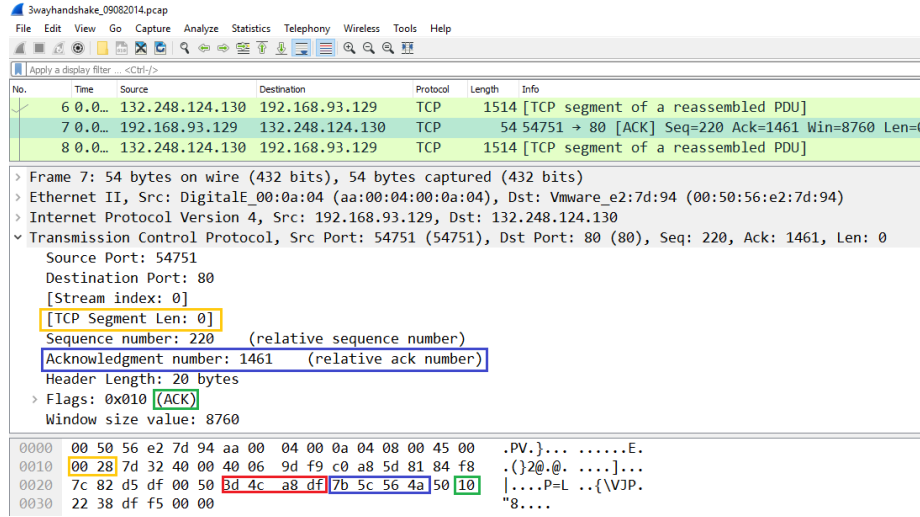 3wayhandshake_09082014.pcap
File Edit View Go Capture Analyze Statistics Telephony Wireless Tools Help
Apply a display filter ... <Ctrl-/>
No. Time Source Destination Protocol Length Info
6 0.0… 132.248.124.130 192.168.93.129 TCP 1514 [TCP segment of a reassembled PDU]
7 0.0… 192.168.93.129 132.248.124.130 TCP 54 54751 → 80 [ACK] Seq=220 Ack=1461 Win=8760 Len=0
8 0.0… 132.248.124.130 192.168.93.129 TCP 1514 [TCP segment of a reassembled PDU]
Frame 7: 54 bytes on wire (432 bits), 54 bytes captured (432 bits)
Ethernet II, Src: DigitalE_00:0a:04 (aa:00:04:00:0a:04), Dst: Vmware_e2:7d:94 (00:50:56:e2:7d:94)
Internet Protocol Version 4, Src: 192.168.93.129, Dst: 132.248.124.130
Transmission Control Protocol, Src Port: 54751 (54751), Dst Port: 80 (80), Seq: 220, Ack: 1461, Len: 0
Source Port: 54751
Destination Port: 80
[Stream index: 0]
[TCP Segment Len: 0]
Sequence number: 220 (relative sequence number)
Acknowledgment number: 1461 (relative ack number)
Header Length: 20 bytes
Flags: 0x010 (ACK)
Window size value: 8760
0000 00 50 56 e2 7d 94 aa 00 04 00 0a 04 08 00 45 00 .PV.}... ......E.
0010 00 28 7d 32 40 00 40 06 9d f9 c0 a8 5d 81 84 f8 .(}2@.@. ....]...
0020 7c 82 d5 df 00 50 3d 4c a8 df 7b 5c 56 4a 50 10 |....P=L ..{\VJP.
0030 22 38 df f5 00 00 "8....